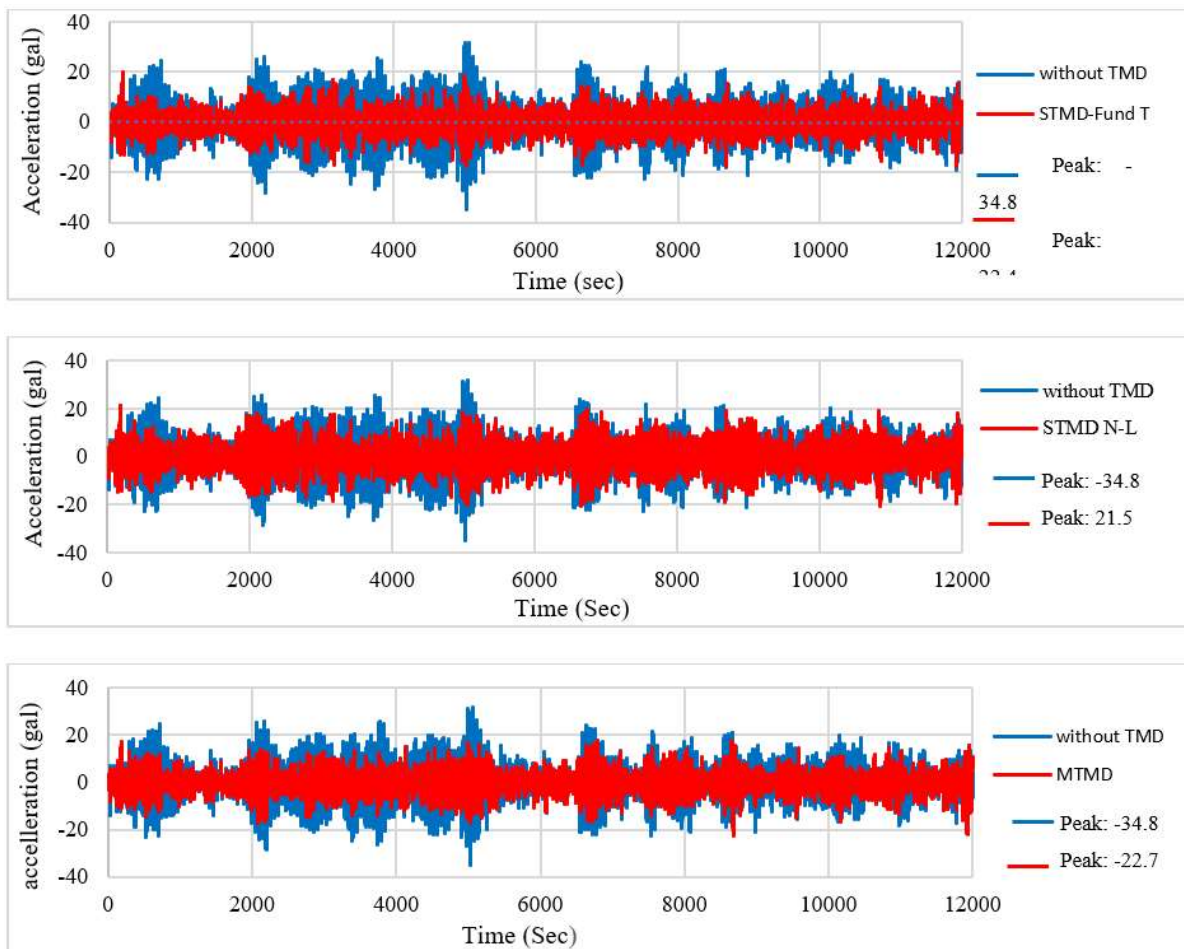 Acceleration (gal)
40
20
0
-20
-40
0 2000 4000 6000 8000 10000 12000
Time (sec)
without TMD
STMD-Fund T
Peak: -
34.8
Peak:
Acceleration (gal)
40
20
0
-20
-40
0 2000 4000 6000 8000 10000 12000
Time (Sec)
without TMD
STMD N-L
Peak: -34.8
Peak: 21.5
accelleration (gal)
40
20
0
-20
-40
0 2000 4000 6000 8000 10000 12000
Time (Sec)
without TMD
MTMD
Peak: -34.8
Peak: -22.7